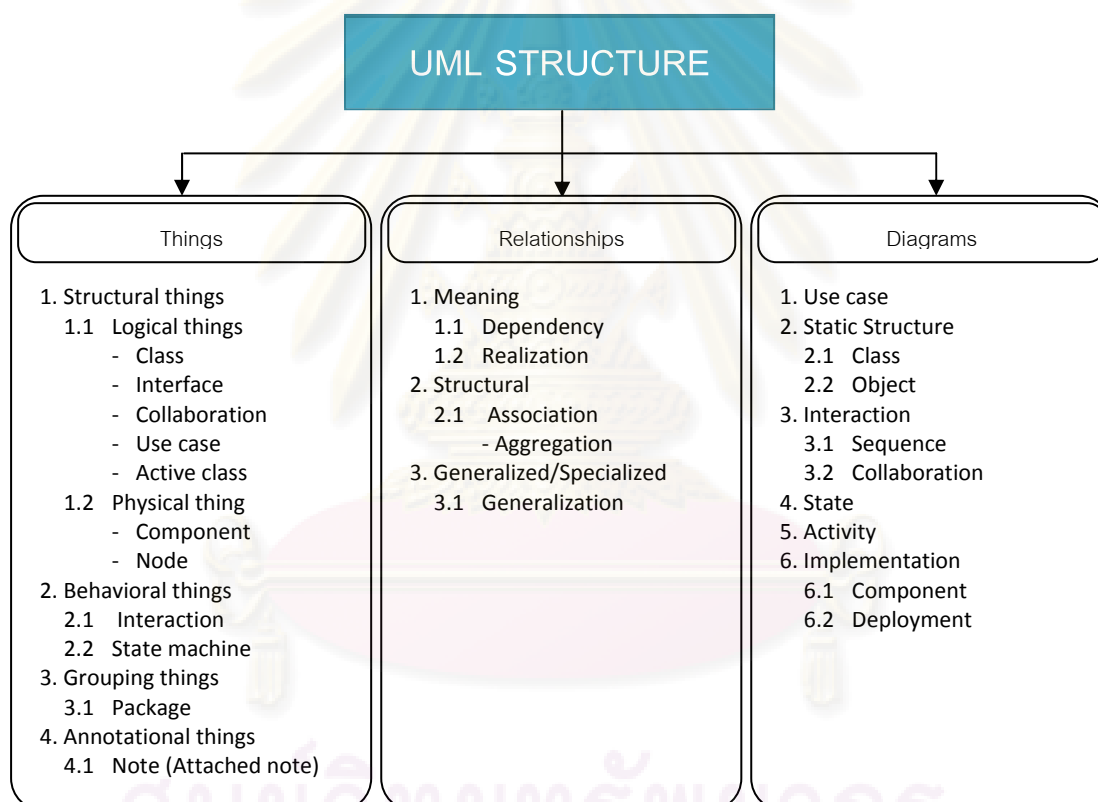 UML STRUCTURE
Things
1. Structural things
1.1 Logical things
- Class
- Interface
- Collaboration
- Use case
- Active class
1.2 Physical thing
- Component
- Node
2. Behavioral things
2.1 Interaction
2.2 State machine
3. Grouping things
3.1 Package
4. Annotational things
4.1 Note (Attached note)
Relationships
1. Meaning
1.1 Dependency
1.2 Realization
2. Structural
2.1 Association
- Aggregation
3. Generalized/Specialized
3.1 Generalization
Diagrams
1. Use case
2. Static Structure
2.1 Class
2.2 Object
3. Interaction
3.1 Sequence
3.2 Collaboration
4. State
5. Activity
6. Implementation
6.1 Component
6.2 Deployment